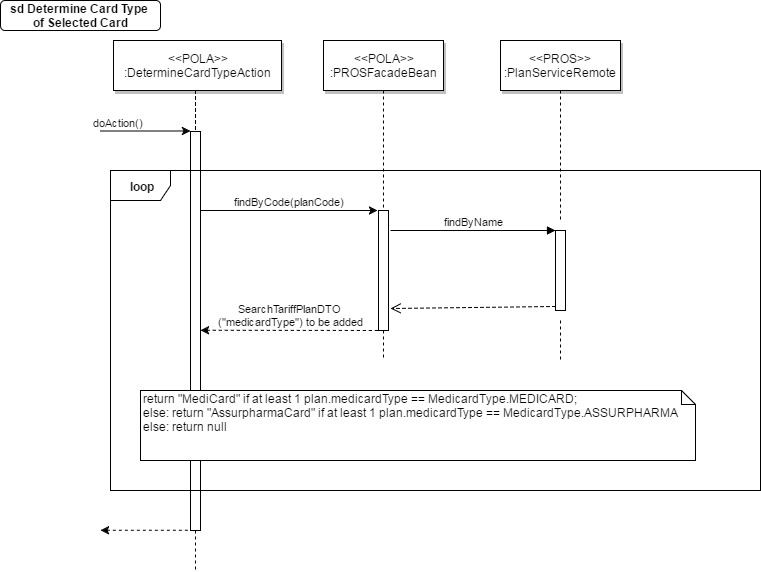 sd Determine Card Type
of Selected Card
<<POLA>>
:DetermineCardTypeAction
<<POLA>>
:PROSFacadeBean
<<PROS>>
:PlanServiceRemote
doAction()
loop
findByCode(planCode)
findByName
SearchTariffPlanDTO
("medicardType") to be added
return "MediCard" if at least 1 plan.medicardType == MedicardType.MEDICARD;
else: return "AssurpharmaCard" if at least 1 plan.medicardType == MedicardType.ASSURPHARMA
else: return null